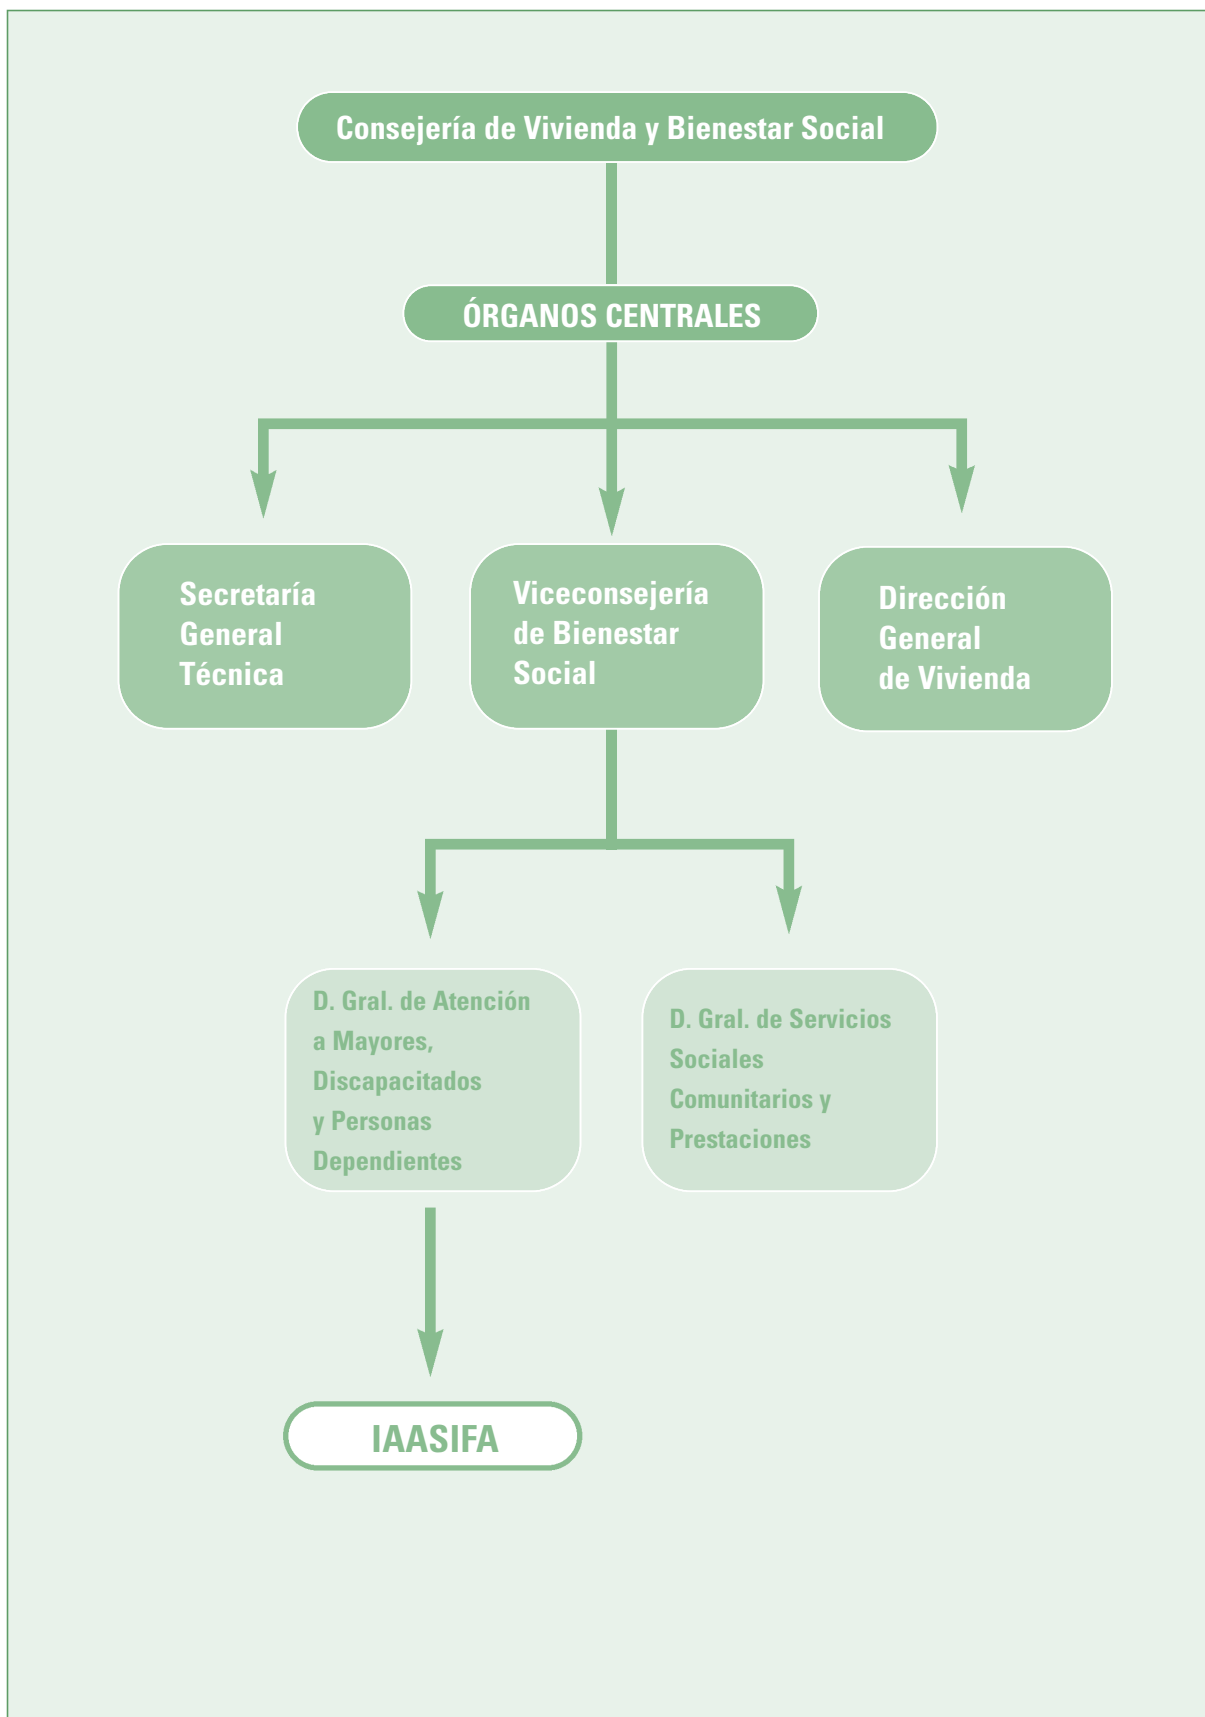 Consejería de Vivienda y Bienestar Social
ÓRGANOS CENTRALES
Secretaría
General
Técnica
Viceconsejería
de Bienestar
Social
Dirección
General
de Vivienda
D. Gral. de Atención
a Mayores,
Discapacitados
y Personas
Dependientes
D. Gral. de Servicios
Sociales
Comunitarios y
Prestaciones
IAASIFA